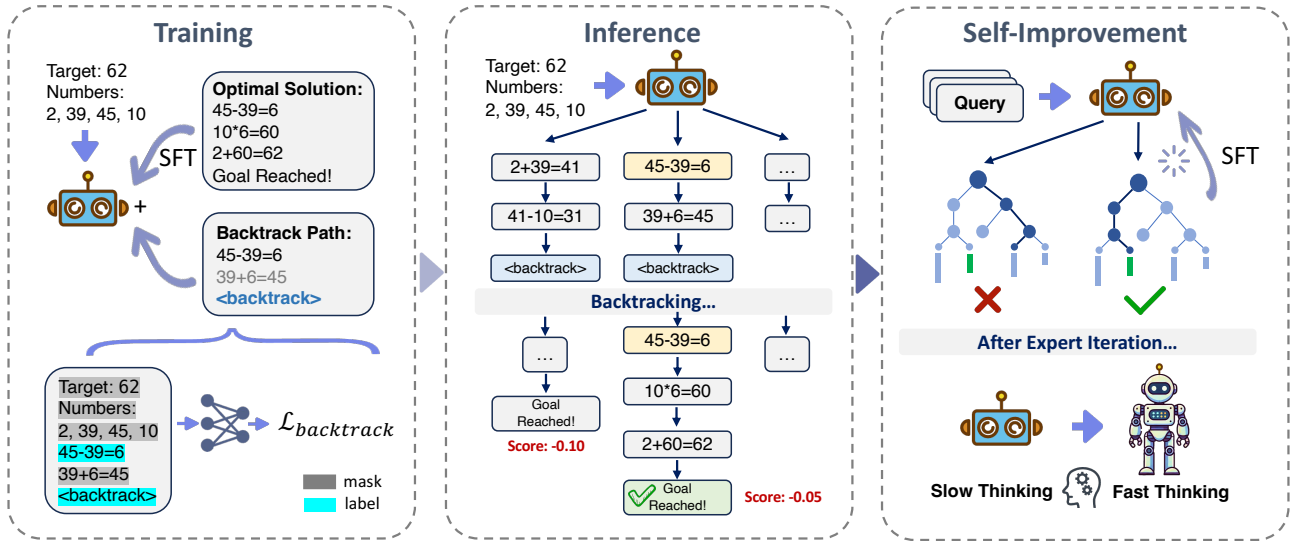 Training
Target: 62
Numbers:
2, 39, 45, 10
SFT
+
Optimal Solution:
45-39=6
10*6=60
2+60=62
Goal Reached!
Backtrack Path:
45-39=6
39+6=45
<backtrack>
Target: 62
Numbers:
2, 39, 45, 10
45-39=6
39+6=45
<backtrack>
ℒbacktrack
mask
label
Inference
Target: 62
Numbers:
2, 39, 45, 10
2+39=41
45-39=6
...
41-10=31
39+6=45
...
<backtrack>
<backtrack>
Backtracking...
...
45-39=6
...
10*6=60
Goal
Reached!
Score: -0.10
2+60=62
Goal
Reached!
Score: -0.05
Self-Improvement
Query
SFT
After Expert Iteration...
Slow Thinking
Fast Thinking